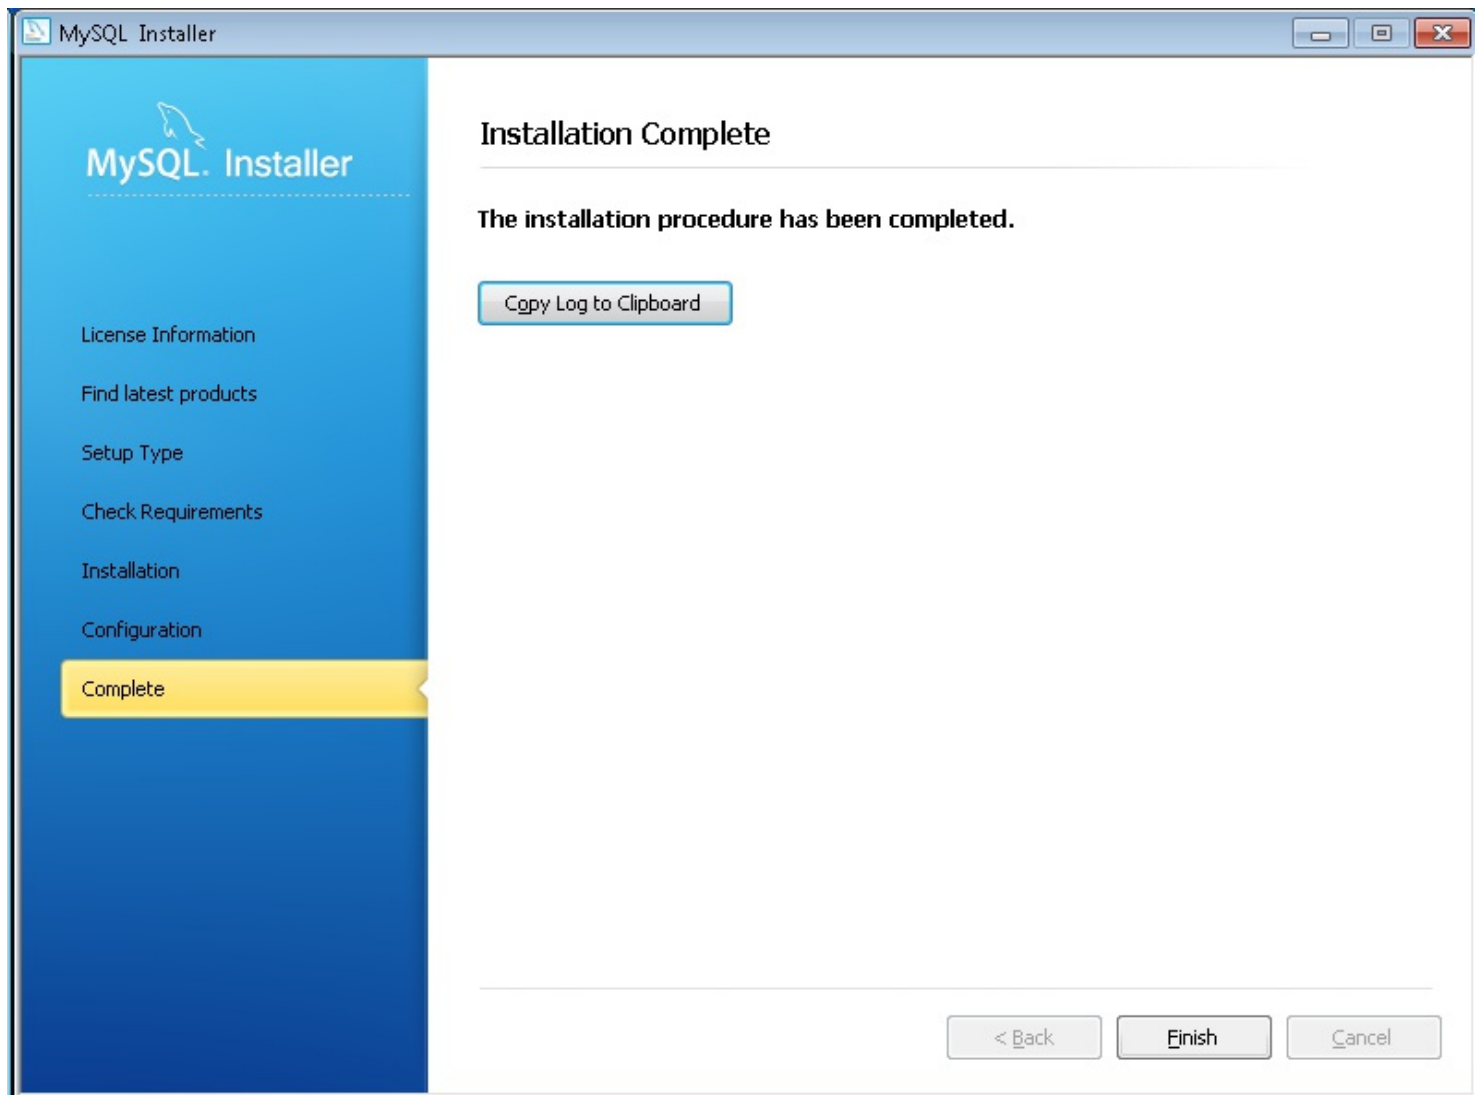 MySQL Installer
MySQL. Installer
License Information
Find latest products
Setup Type
Check Requirements
Installation
Configuration
Complete
Installation Complete
The installation procedure has been completed.
Copy Log to Clipboard
< Back
Finish
Cancel